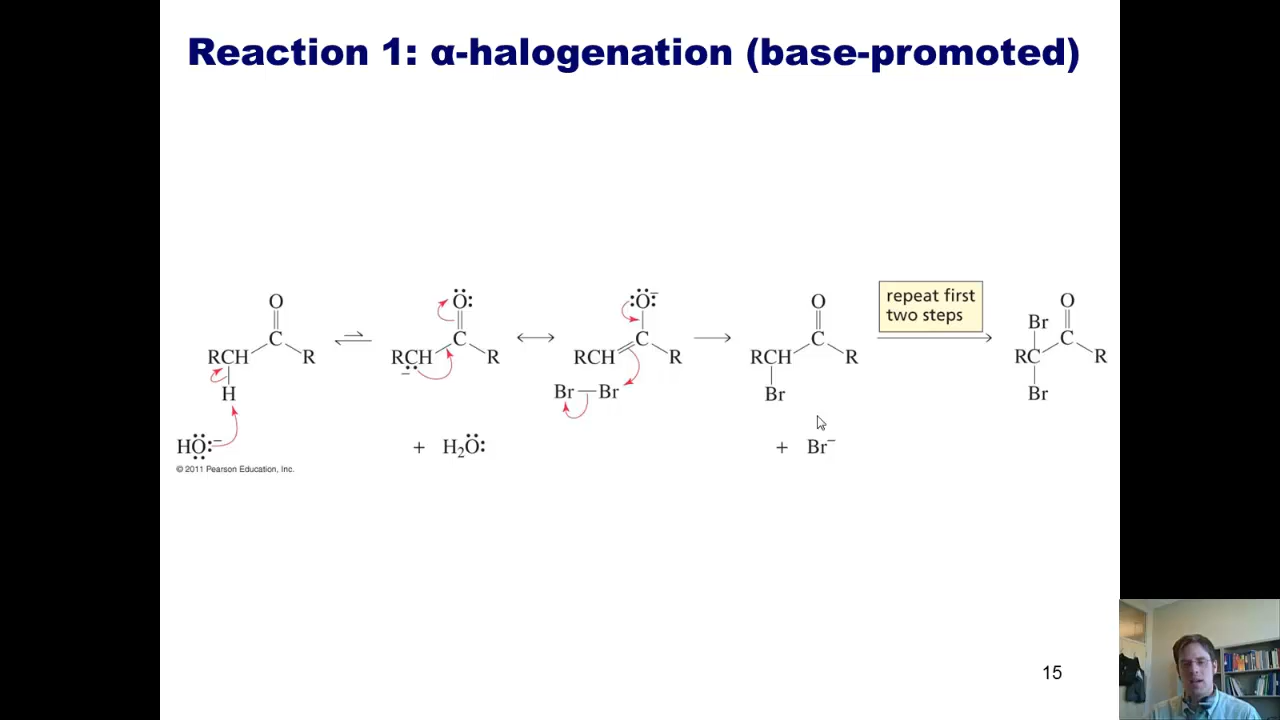 Reaction 1: α-halogenation (base-promoted)
O
C
RCH
R
H
HO:−
© 2011 Pearson Education, Inc.
O:
C
RCH
R
−
+ H₂O:
:O:−
C
RCH
R
Br—Br
O
C
RCH
R
Br
+ Br−
repeat first
two steps
Br
O
C
RC
R
Br
15